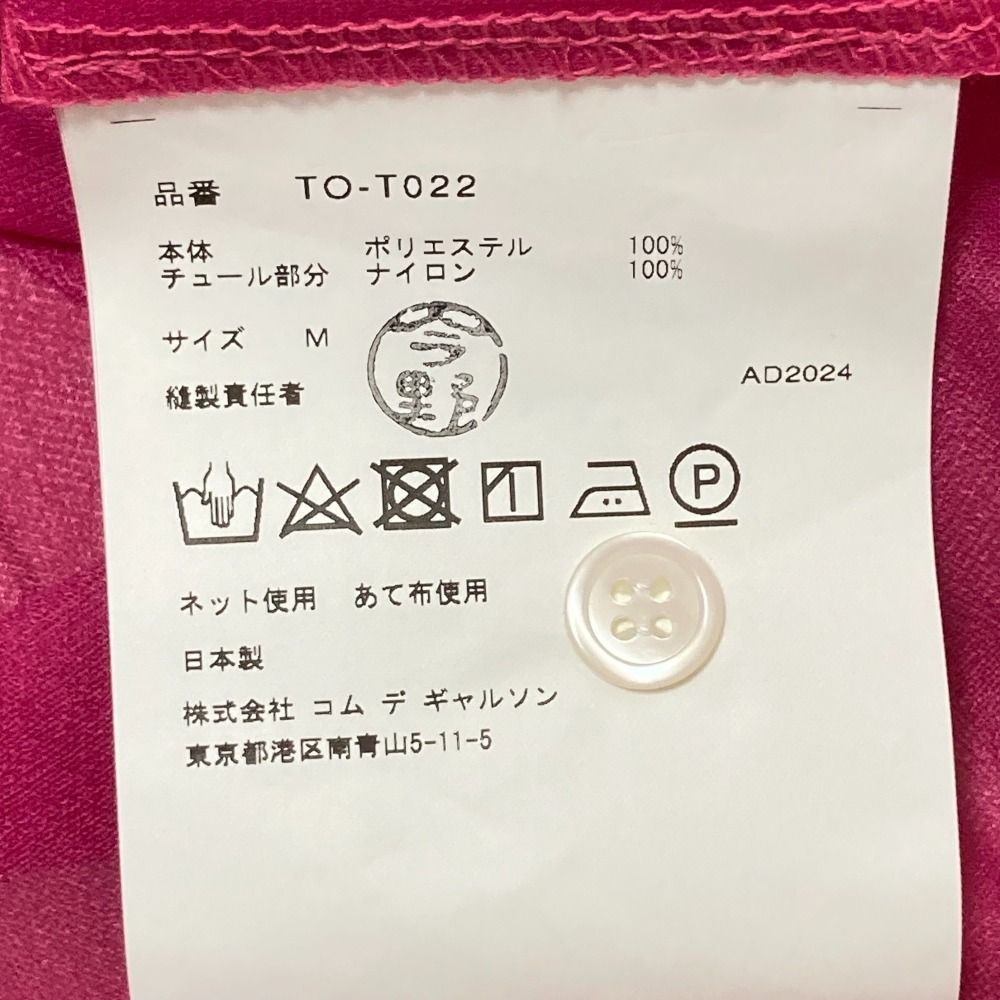 品番 TO-T022
本体 ポリエステル 100%
チュール部分 ナイロン 100%
サイズ M
今野
縫製責任者
AD2024
P
ネット使用 あて布使用
日本製
株式会社 コム デ ギャルソン
東京都港区南青山5-11-5